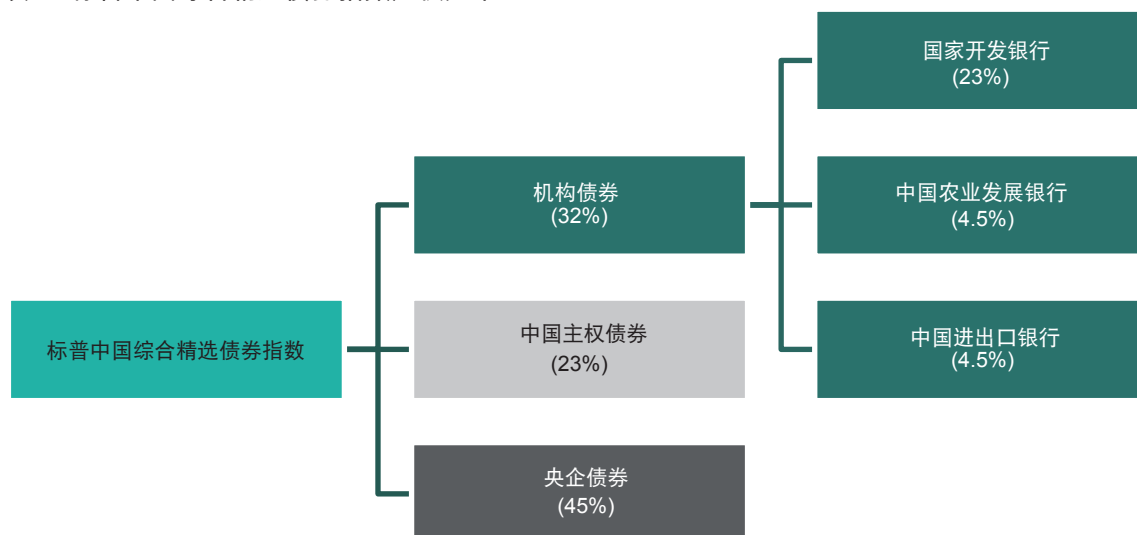 标普中国综合精选债券指数
机构债券
(32%)
中国主权债券
(23%)
央企债券
(45%)
国家开发银行
(23%)
中国农业发展银行
(4.5%)
中国进出口银行
(4.5%)